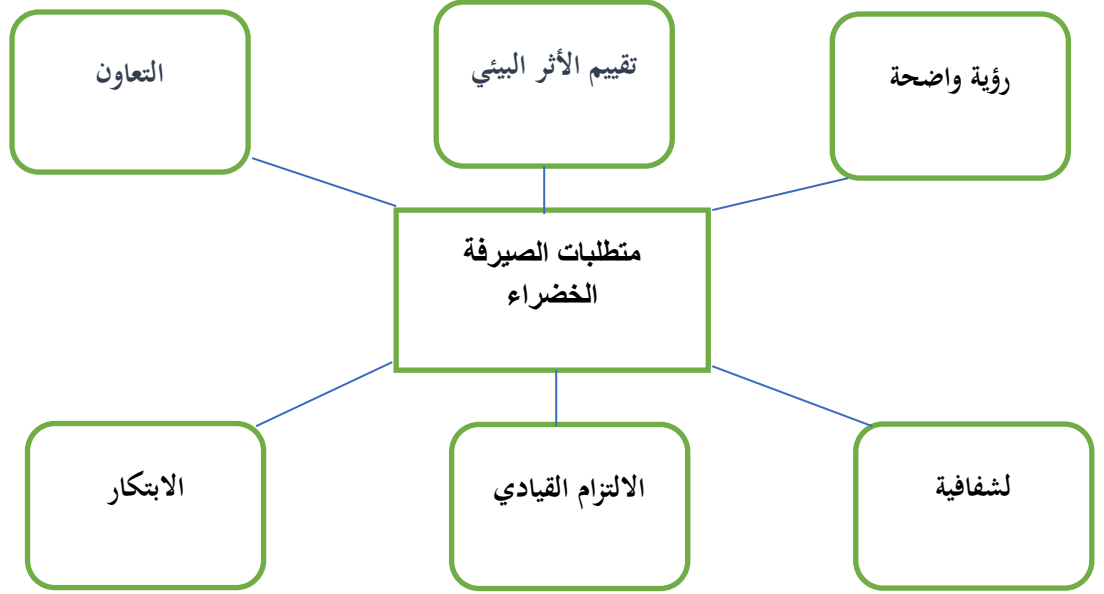 رؤية واضحة
تقييم الأثر البيئي
التعاون
متطلبات الصيرفة
الخضراء
لشفافية
الالتزام القيادي
الابتكار